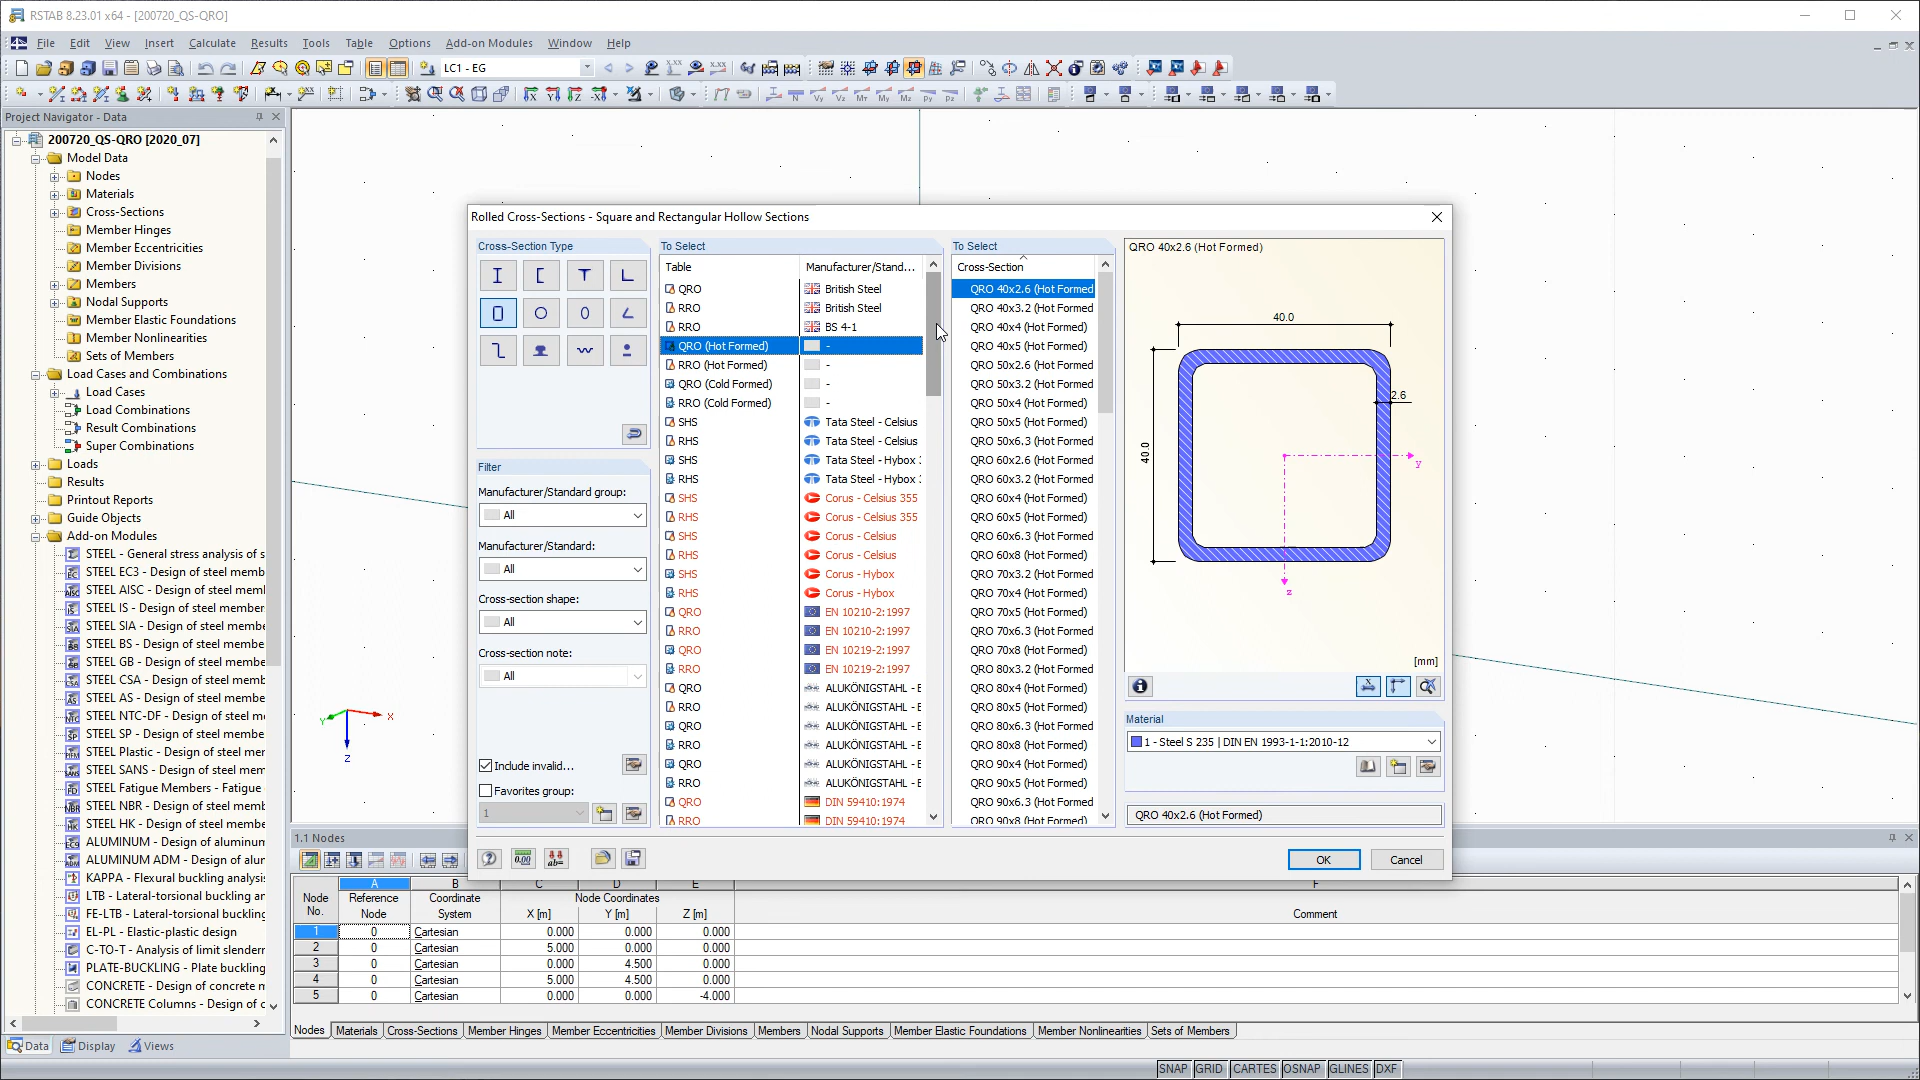 RSTAB 8.23.01 x64 - [200720_QS-QRO]
File Edit View Insert Calculate Results Tools Table Options Add-on Modules Window Help
LC1 - EG
Project Navigator - Data
200720_QS-QRO [2020_07]
Model Data
Nodes
Materials
Cross-Sections
Member Hinges
Member Eccentricities
Member Divisions
Members
Nodal Supports
Member Elastic Foundations
Member Nonlinearities
Sets of Members
Load Cases and Combinations
Load Cases
Load Combinations
Result Combinations
Super Combinations
Loads
Results
Printout Reports
Guide Objects
Add-on Modules
STEEL - General stress analysis of s
STEEL EC3 - Design of steel memb
STEEL AISC - Design of steel meml
STEEL IS - Design of steel member
STEEL SIA - Design of steel membe
STEEL BS - Design of steel membe
STEEL GB - Design of steel membe
STEEL CSA - Design of steel memb
STEEL AS - Design of steel membe
STEEL NTC-DF - Design of steel me
STEEL SP - Design of steel membe
STEEL Plastic - Design of steel mer
STEEL SANS - Design of steel mem
STEEL Fatigue Members - Fatigue
STEEL NBR - Design of steel memb
STEEL HK - Design of steel membe
ALUMINUM - Design of aluminun
ALUMINUM ADM - Design of alur
KAPPA - Flexural buckling analysi
LTB - Lateral-torsional buckling ar
FE-LTB - Lateral-torsional buckling
EL-PL - Elastic-plastic design
C-TO-T - Analysis of limit slendern
PLATE-BUCKLING - Plate buckling
CONCRETE - Design of concrete m
CONCRETE Columns - Design of c
Data Display Views
X
Y
Z
Rolled Cross-Sections - Square and Rectangular Hollow Sections
Cross-Section Type
Filter
Manufacturer/Standard group:
All
Manufacturer/Standard:
All
Cross-section shape:
All
Cross-section note:
All
Include invalid...
Favorites group:
1
To Select
Table Manufacturer/Stand...
QRO British Steel
RRO British Steel
RRO BS 4-1
QRO (Hot Formed) -
RRO (Hot Formed) -
QRO (Cold Formed) -
RRO (Cold Formed) -
SHS Tata Steel - Celsius
RHS Tata Steel - Celsius
SHS Tata Steel - Hybox
RHS Tata Steel - Hybox
SHS Corus - Celsius 355
RHS Corus - Celsius 355
SHS Corus - Celsius
RHS Corus - Celsius
SHS Corus - Hybox
RHS Corus - Hybox
QRO EN 10210-2:1997
RRO EN 10210-2:1997
QRO EN 10219-2:1997
RRO EN 10219-2:1997
QRO ALUKÖNIGSTAHL - E
RRO ALUKÖNIGSTAHL - E
QRO ALUKÖNIGSTAHL - E
RRO ALUKÖNIGSTAHL - E
QRO ALUKÖNIGSTAHL - E
RRO ALUKÖNIGSTAHL - E
QRO DIN 59410:1974
RRO DIN 59410:1974
To Select
Cross-Section
QRO 40x2.6 (Hot Formed
QRO 40x3.2 (Hot Formed
QRO 40x4 (Hot Formed)
QRO 40x5 (Hot Formed)
QRO 50x2.6 (Hot Formed
QRO 50x3.2 (Hot Formed
QRO 50x4 (Hot Formed)
QRO 50x5 (Hot Formed)
QRO 50x6.3 (Hot Formed
QRO 60x2.6 (Hot Formed
QRO 60x3.2 (Hot Formed
QRO 60x4 (Hot Formed)
QRO 60x5 (Hot Formed)
QRO 60x6.3 (Hot Formed
QRO 60x8 (Hot Formed)
QRO 70x3.2 (Hot Formed
QRO 70x4 (Hot Formed)
QRO 70x5 (Hot Formed)
QRO 70x6.3 (Hot Formed
QRO 70x8 (Hot Formed)
QRO 80x3.2 (Hot Formed
QRO 80x4 (Hot Formed)
QRO 80x5 (Hot Formed)
QRO 80x6.3 (Hot Formed
QRO 80x8 (Hot Formed)
QRO 90x4 (Hot Formed)
QRO 90x5 (Hot Formed)
QRO 90x6.3 (Hot Formed
QRO 90x8 (Hot Formed)
QRO 40x2.6 (Hot Formed)
40.0
2.6
40.0
y
z
[mm]
Material
1 - Steel S 235 | DIN EN 1993-1-1:2010-12
QRO 40x2.6 (Hot Formed)
OK Cancel
1.1 Nodes
A B C D E F
Node No. Reference Node Coordinate System Node Coordinates X [m] Y [m] Z [m] Comment
1 0 Cartesian 0.000 0.000 0.000
2 0 Cartesian 5.000 0.000 0.000
3 0 Cartesian 0.000 4.500 0.000
4 0 Cartesian 5.000 4.500 0.000
5 0 Cartesian 0.000 0.000 -4.000
Nodes Materials Cross-Sections Member Hinges Member Eccentricities Member Divisions Members Nodal Supports Member Elastic Foundations Member Nonlinearities Sets of Members
SNAP GRID CARTES OSNAP GLINES DXF